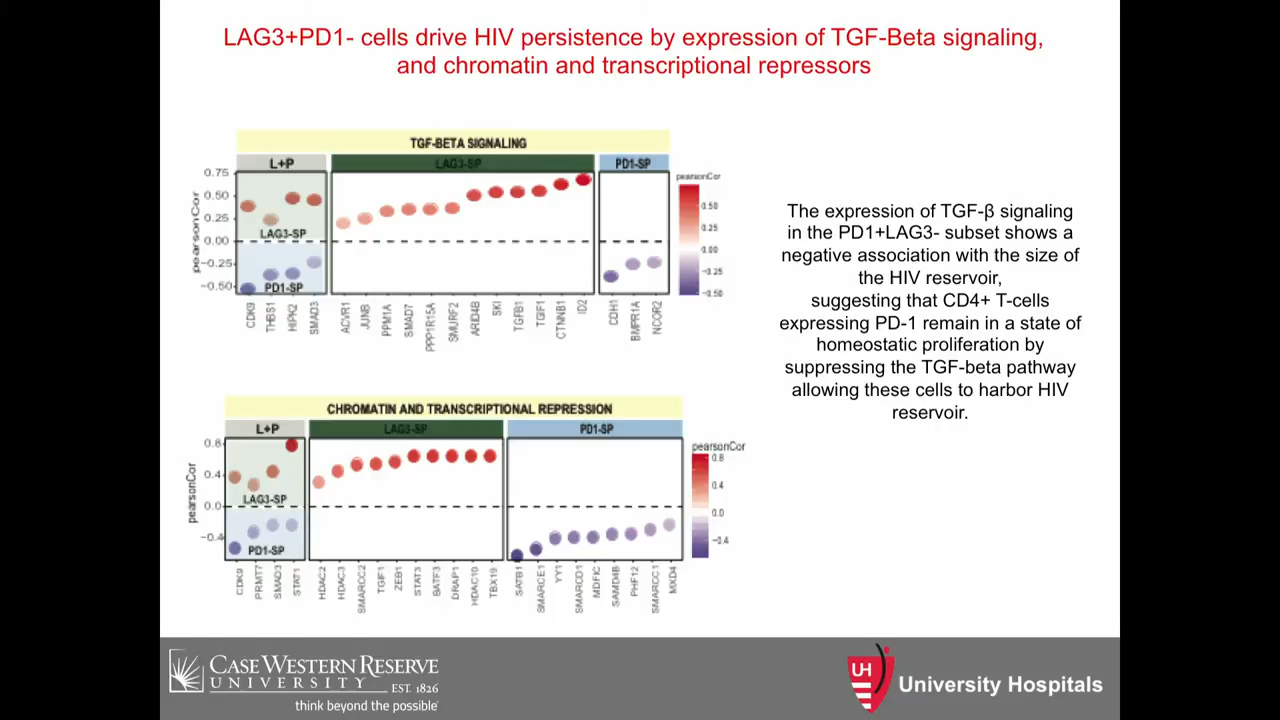 LAG3+PD1- cells drive HIV persistence by expression of TGF-Beta signaling,
and chromatin and transcriptional repressors
TGF-BETA SIGNALING
L+P
LAG3-SP
PD1-SP
pearsonCor
0.75
0.50
0.25
0.00
−0.25
−0.50
LAG3-SP
PD1-SP
CDK9
THBS1
HIPK2
SMAD3
ACVR1
JUNB
PPM1A
SMAD7
PPP1R15A
SMURF2
ARID4B
SKI
TGFB1
TGIF1
CTNNB1
ID2
CDH1
BMPR1A
NCOR2
pearsonCor
0.50
0.25
0.00
−0.25
−0.50
The expression of TGF-β signaling
in the PD1+LAG3- subset shows a
negative association with the size of
the HIV reservoir,
suggesting that CD4+ T-cells
expressing PD-1 remain in a state of
homeostatic proliferation by
suppressing the TGF-beta pathway
allowing these cells to harbor HIV
reservoir.
CHROMATIN AND TRANSCRIPTIONAL REPRESSION
L+P
LAG3-SP
PD1-SP
pearsonCor
0.8
0.4
0.0
−0.4
LAG3-SP
PD1-SP
CDK9
PRMT7
SMAD3
STAT1
HDAC2
HDAC3
SMARCC2
TGIF1
ZEB1
STAT3
BATF3
DRAP1
HDAC10
TBX19
SATB1
SMARCE1
YY1
SMARCD1
MDFIC
SAMD4B
PHF12
SMARCC1
MXD4
pearsonCor
0.8
0.4
0.0
−0.4
CASE WESTERN RESERVE
UNIVERSITY EST. 1826
think beyond the possible
UH
University Hospitals